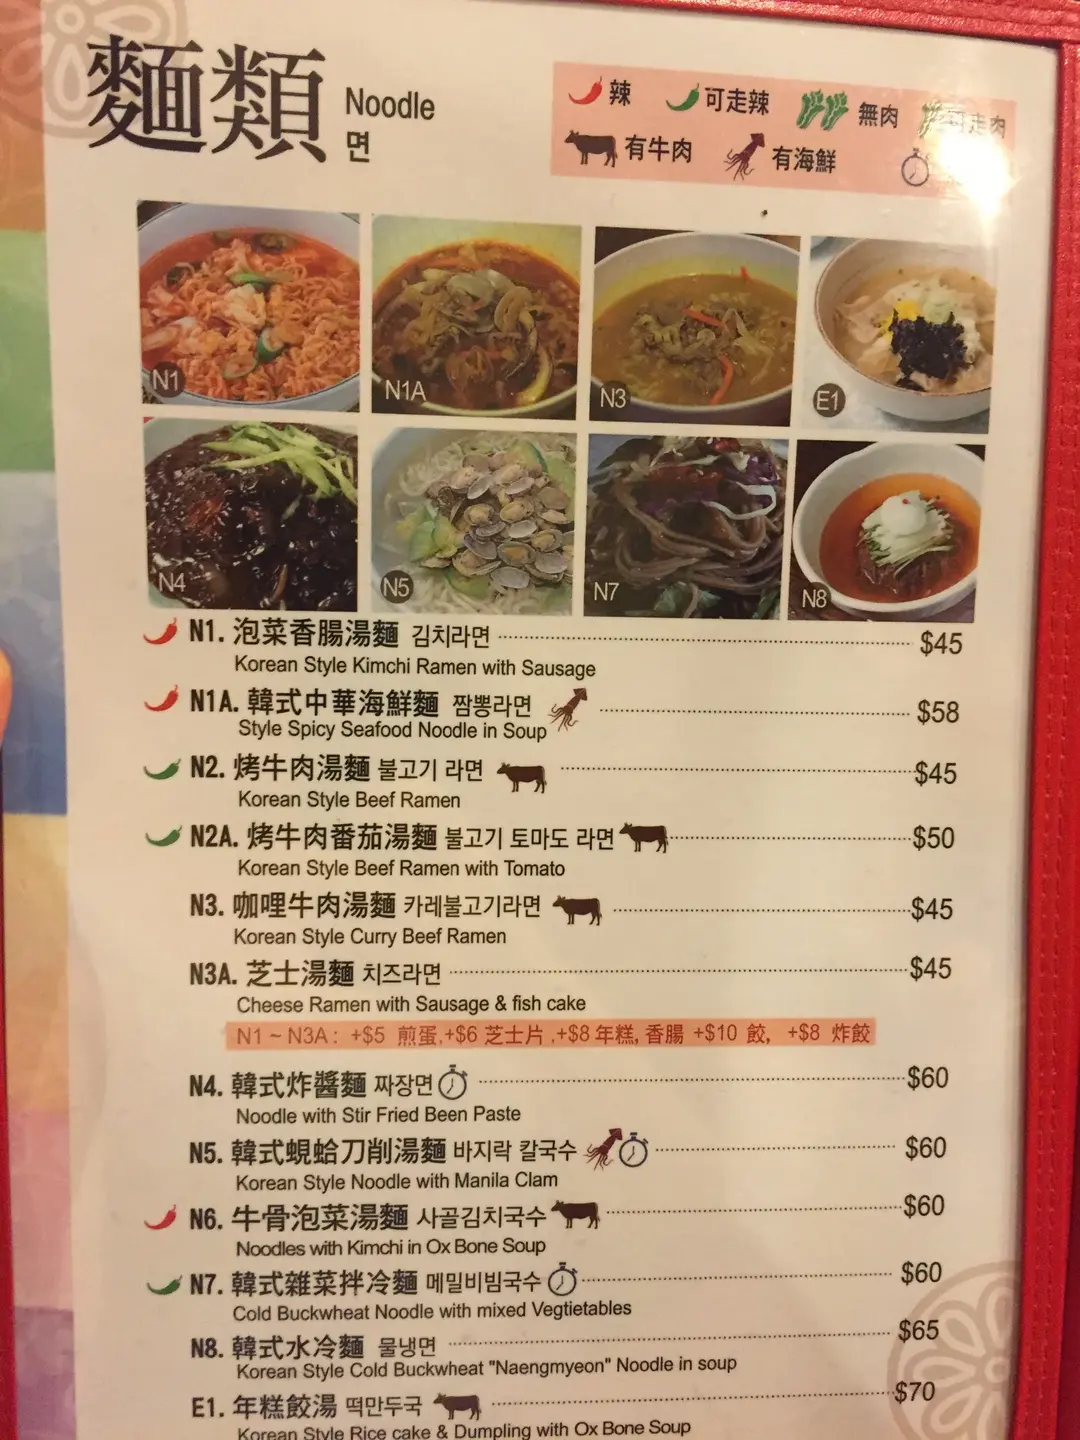 麵類 Noodle
면
辣 可走辣 無肉 可走肉
有牛肉 有海鮮
N1 N1A N3 E1
N4 N5 N7 N8
N1. 泡菜香腸湯麵 김치라면 $45
Korean Style Kimchi Ramen with Sausage
N1A. 韓式中華海鮮麵 짬뽕라면 $58
Style Spicy Seafood Noodle in Soup
N2. 烤牛肉湯麵 불고기 라면 $45
Korean Style Beef Ramen
N2A. 烤牛肉番茄湯麵 불고기 토마도 라면 $50
Korean Style Beef Ramen with Tomato
N3. 咖哩牛肉湯麵 카레불고기라면 $45
Korean Style Curry Beef Ramen
N3A. 芝士湯麵 치즈라면 $45
Cheese Ramen with Sausage & fish cake
N1 ~ N3A : +$5 煎蛋,+$6 芝士片 ,+$8 年糕, 香腸 +$10 餃, +$8 炸餃
N4. 韓式炸醬麵 짜장면 $60
Noodle with Stir Fried Been Paste
N5. 韓式蜆蛤刀削湯麵 바지락 칼국수 $60
Korean Style Noodle with Manila Clam
N6. 牛骨泡菜湯麵 사골김치국수 $60
Noodles with Kimchi in Ox Bone Soup
N7. 韓式雜菜拌冷麵 메밀비빔국수 $60
Cold Buckwheat Noodle with mixed Vegtietables
N8. 韓式水冷麵 물냉면 $65
Korean Style Cold Buckwheat "Naengmyeon" Noodle in soup
E1. 年糕餃湯 떡만두국 $70
Korean Style Rice cake & Dumpling with Ox Bone Soup